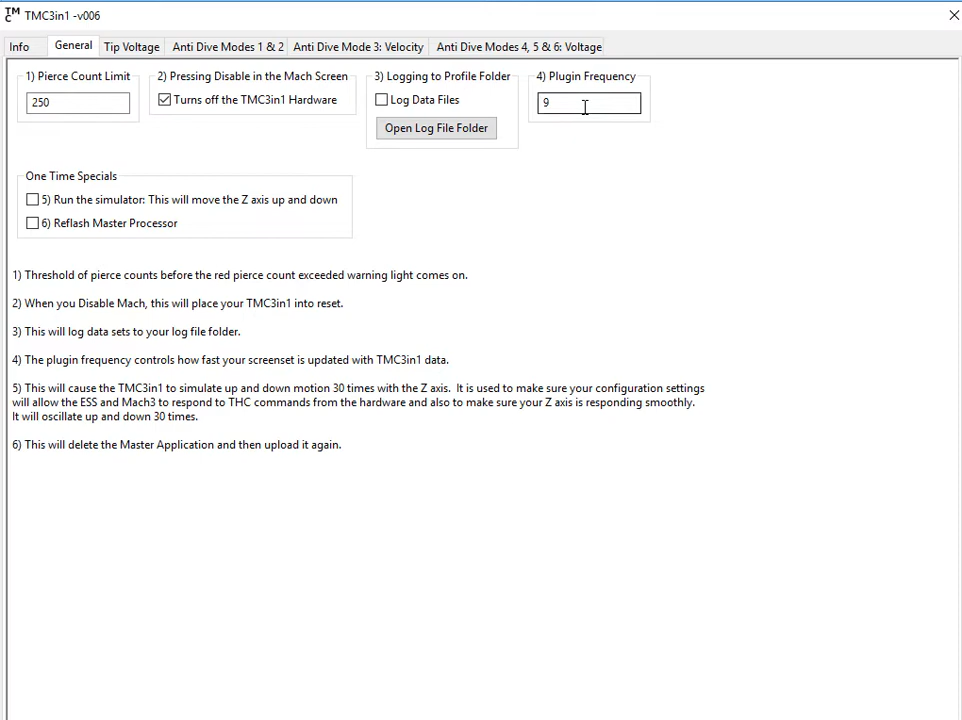 TMC TMC3in1 -v006
Info General Tip Voltage Anti Dive Modes 1 & 2 Anti Dive Mode 3: Velocity Anti Dive Modes 4, 5 & 6: Voltage
1) Pierce Count Limit
250
2) Pressing Disable in the Mach Screen
Turns off the TMC3in1 Hardware
3) Logging to Profile Folder
Log Data Files
Open Log File Folder
4) Plugin Frequency
9
One Time Specials
5) Run the simulator: This will move the Z axis up and down
6) Reflash Master Processor
1) Threshold of pierce counts before the red pierce count exceeded warning light comes on.
2) When you Disable Mach, this will place your TMC3in1 into reset.
3) This will log data sets to your log file folder.
4) The plugin frequency controls how fast your screenset is updated with TMC3in1 data.
5) This will cause the TMC3in1 to simulate up and down motion 30 times with the Z axis.  It is used to make sure your configuration settings
will allow the ESS and Mach3 to respond to THC commands from the hardware and also to make sure your Z axis is responding smoothly.
It will oscillate up and down 30 times.
6) This will delete the Master Application and then upload it again.